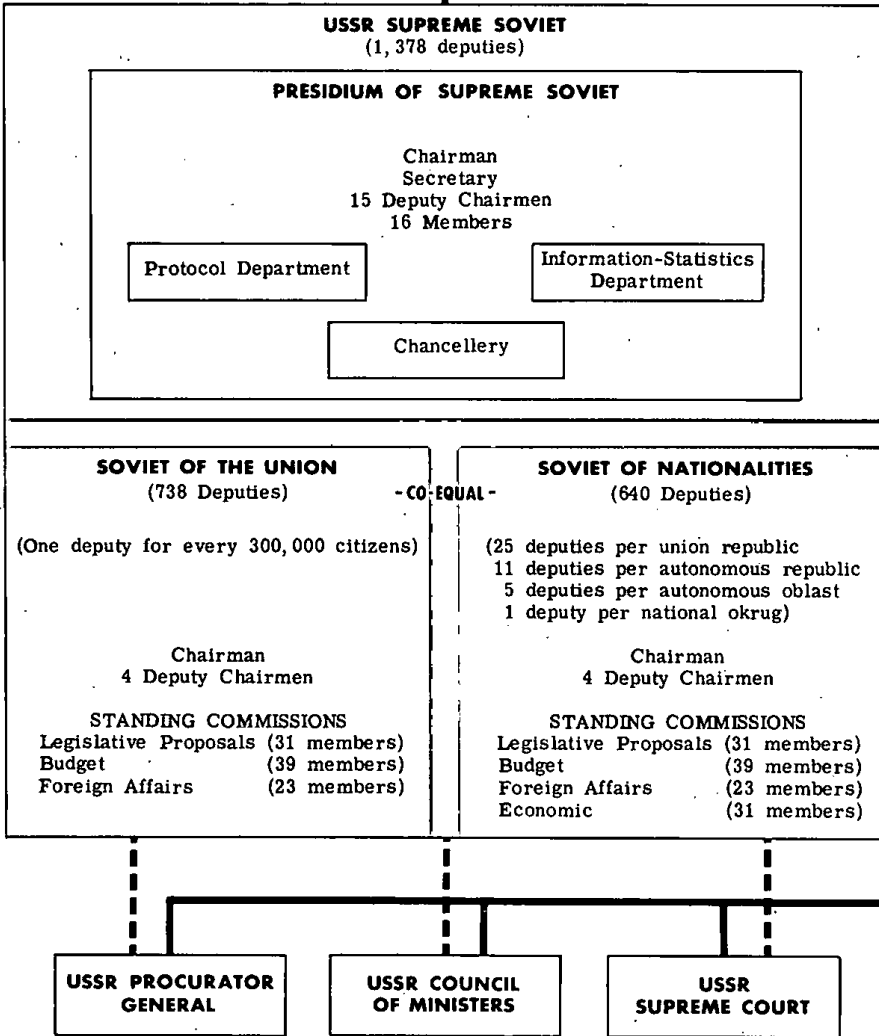 USSR SUPREME SOVIET
(1,378 deputies)
PRESIDIUM OF SUPREME SOVIET
Chairman
Secretary
15 Deputy Chairmen
16 Members
Protocol Department
Information-Statistics
Department
Chancellery
SOVIET OF THE UNION
(738 Deputies)
(One deputy for every 300,000 citizens)
Chairman
4 Deputy Chairmen
STANDING COMMISSIONS
Legislative Proposals (31 members)
Budget (39 members)
Foreign Affairs (23 members)
- CO-EQUAL -
SOVIET OF NATIONALITIES
(640 Deputies)
(25 deputies per union republic
11 deputies per autonomous republic
5 deputies per autonomous oblast
1 deputy per national okrug)
Chairman
4 Deputy Chairmen
STANDING COMMISSIONS
Legislative Proposals (31 members)
Budget (39 members)
Foreign Affairs (23 members)
Economic (31 members)
USSR PROCURATOR
GENERAL
USSR COUNCIL
OF MINISTERS
USSR
SUPREME COURT